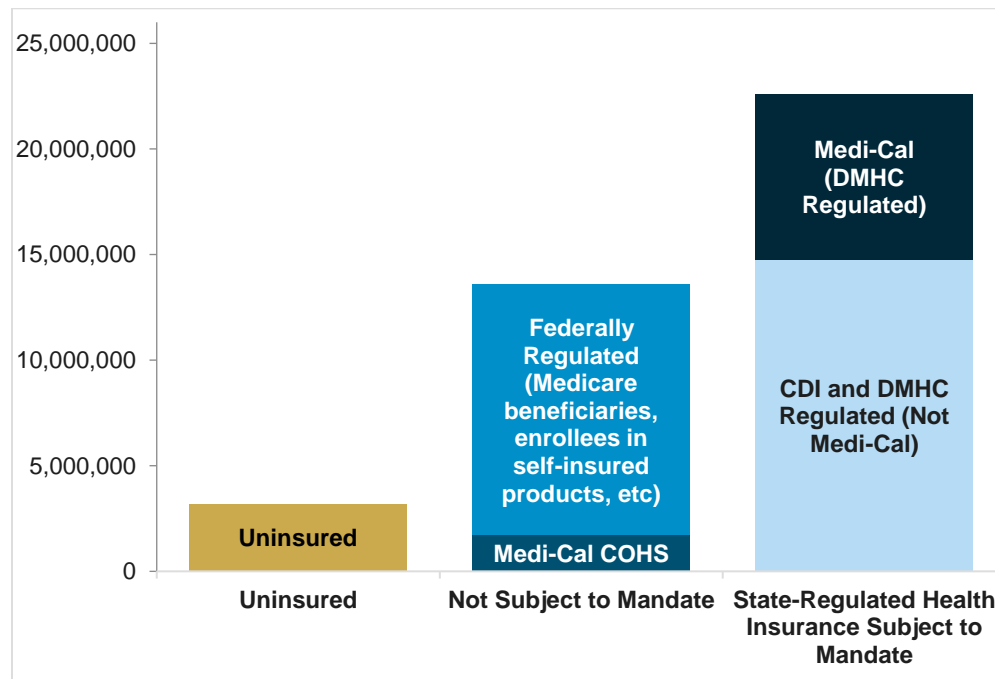 25,000,000
20,000,000
15,000,000
10,000,000
5,000,000
0
Uninsured
Federally
Regulated
(Medicare
beneficiaries,
enrollees in
self-insured
products, etc)
Medi-Cal COHS
Medi-Cal
(DMHC
Regulated)
CDI and DMHC
Regulated (Not
Medi-Cal)
Uninsured
Not Subject to Mandate
State-Regulated Health
Insurance Subject to
Mandate